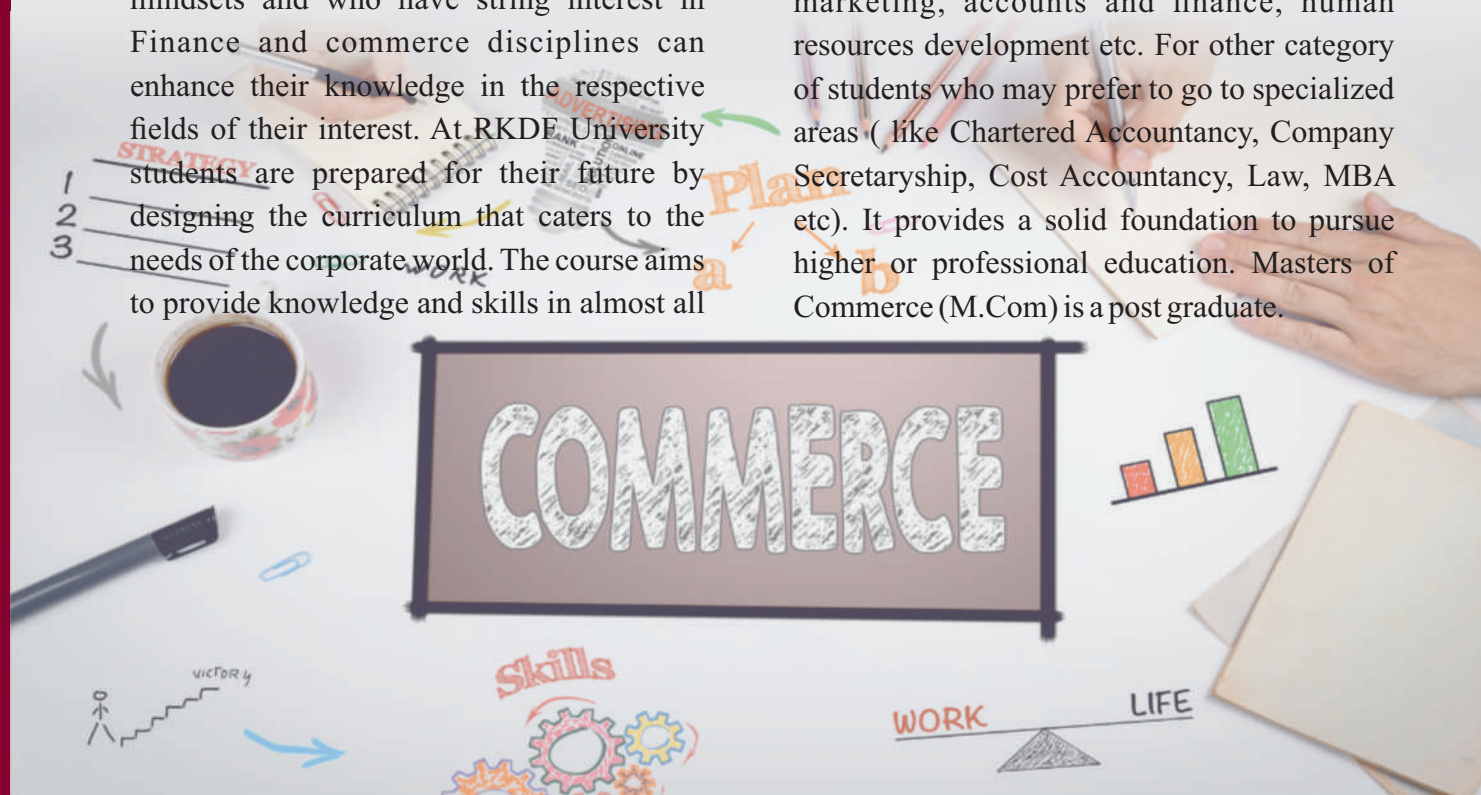 mindsets and who have string interest in
Finance and commerce disciplines can
enhance their knowledge in the respective
fields of their interest. At RKDF University
students are prepared for their future by
designing the curriculum that caters to the
needs of the corporate world. The course aims
to provide knowledge and skills in almost all
marketing, accounts and finance, human
resources development etc. For other category
of students who may prefer to go to specialized
areas ( like Chartered Accountancy, Company
Secretaryship, Cost Accountancy, Law, MBA
etc). It provides a solid foundation to pursue
higher or professional education. Masters of
Commerce (M.Com) is a post graduate.
STRATEGY
1
2
3
ADVERTISING
RANK
ONLINE
SEO
WORK
Plan
a
b
COMMERCE
VICTORY
Skills
WORK
LIFE